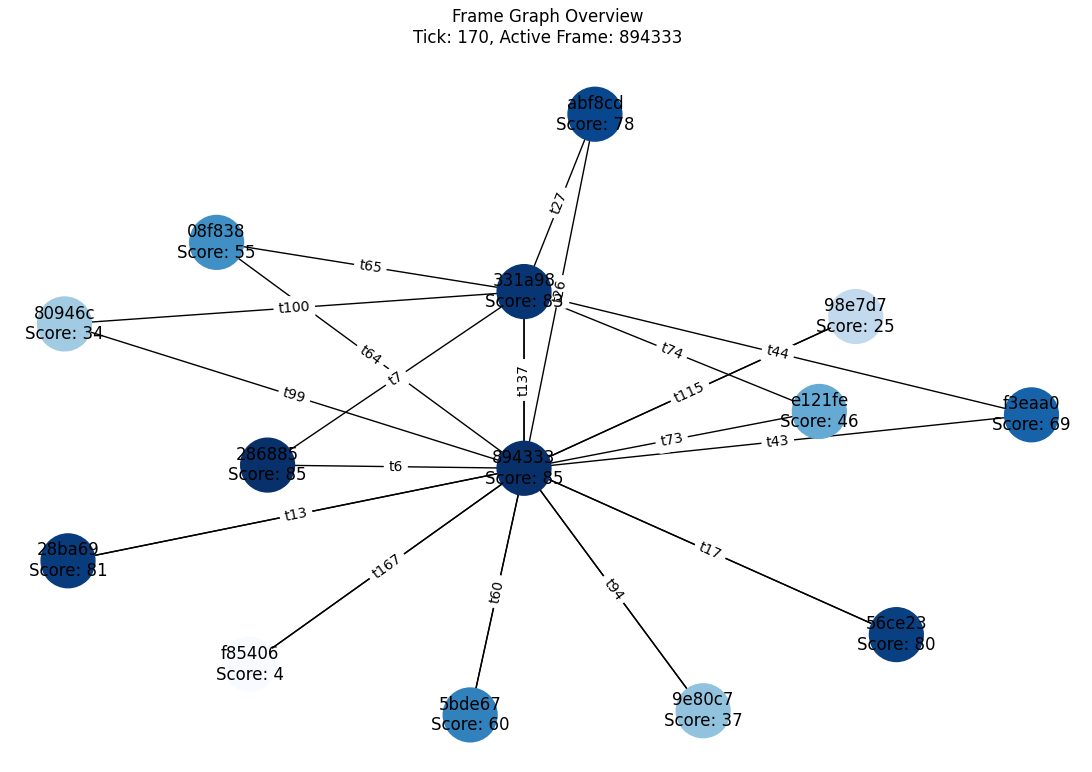 Frame Graph Overview
Tick: 170, Active Frame: 894333
abf8cd
Score: 78
t27
08f838
Score: 55
t65
331a98
Score: 83
t26
80946c
Score: 34
t100
98e7d7
Score: 25
t64
t74
t44
t7
t137
t99
t115
e121fe
Score: 46
f3eaa0
Score: 69
t73
t43
286885
Score: 85
t6
894333
Score: 85
t13
28ba69
Score: 81
t167
t60
t94
t17
56ce23
Score: 80
f85406
Score: 4
5bde67
Score: 60
9e80c7
Score: 37